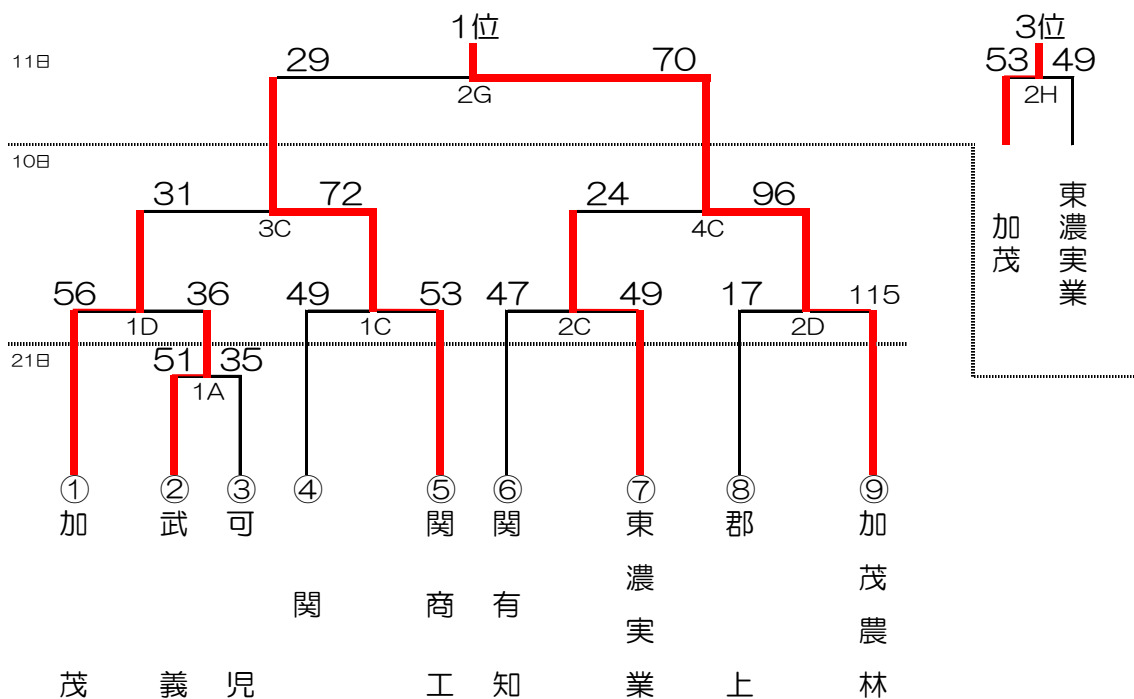 1位
3位
11日
29
70
53
49
2G
2H
10日
31
72
24
96
3C
4C
加茂
東濃実業
56
36
49
53
47
49
17
115
1D
1C
2C
2D
21日
51
35
1A
①
②
③
④
⑤
⑥
⑦
⑧
⑨
加茂
武義
可児
関
関商工
関有知
東濃実業
郡上
加茂農林